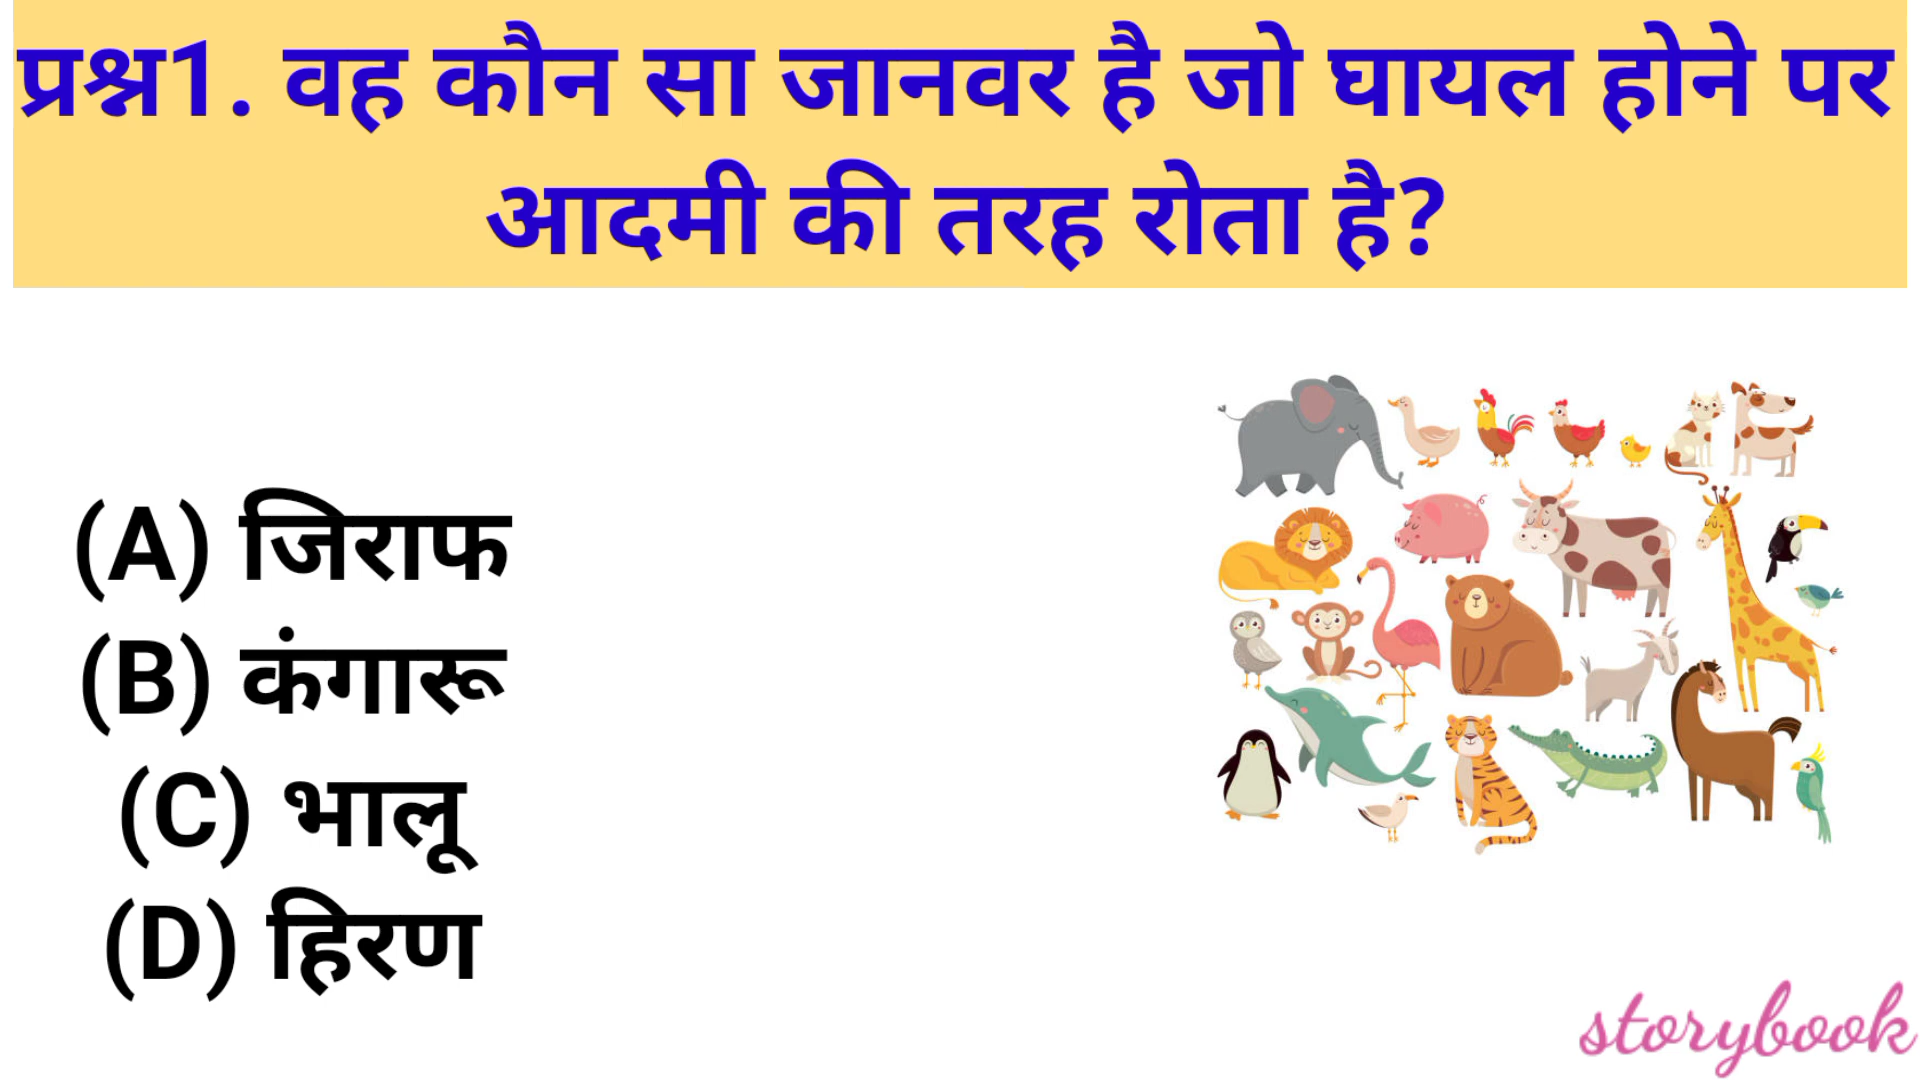 प्रश्न1. वह कौन सा जानवर है जो घायल होने पर
आदमी की तरह रोता है?
(A) जिराफ
(B) कंगारू
(C) भालू
(D) हिरण
storybook